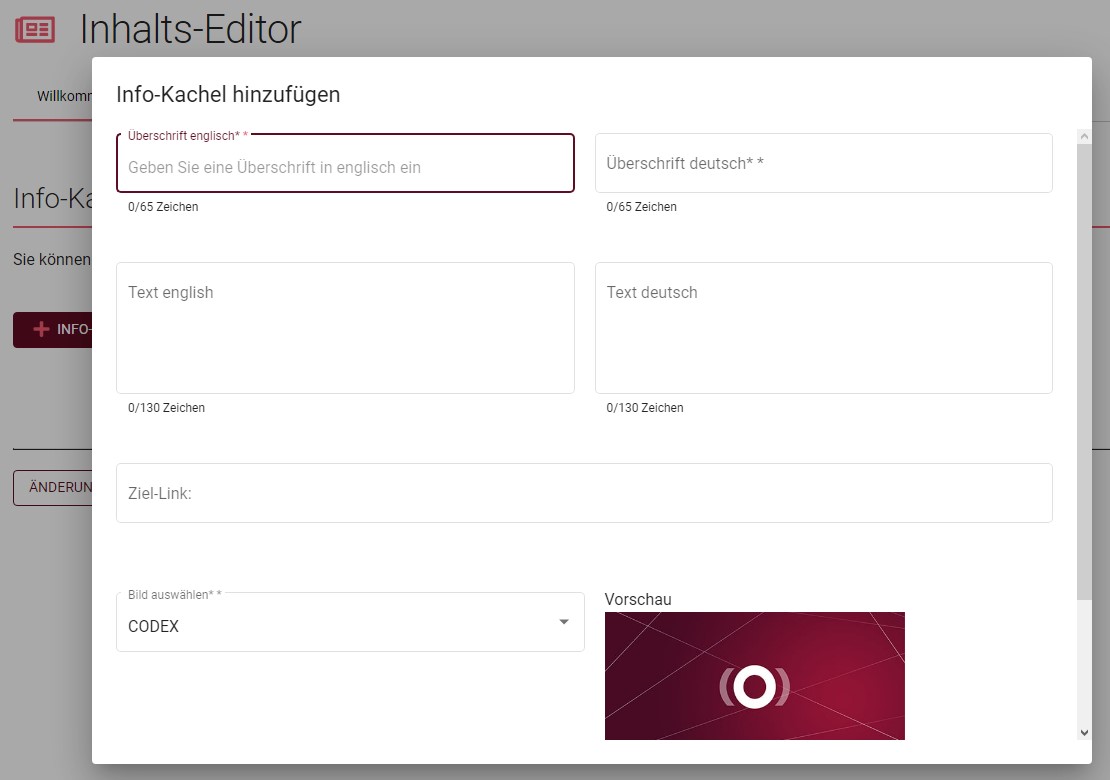 Inhalts-Editor
Willkomm
Info-Kachel hinzufügen
Überschrift englisch* *
Geben Sie eine Überschrift in englisch ein
0/65 Zeichen
Überschrift deutsch* *
0/65 Zeichen
Info-Ka
Sie können
INFO-
Text english
0/130 Zeichen
Text deutsch
0/130 Zeichen
ÄNDERUN
Ziel-Link:
Bild auswählen* *
CODEX
Vorschau